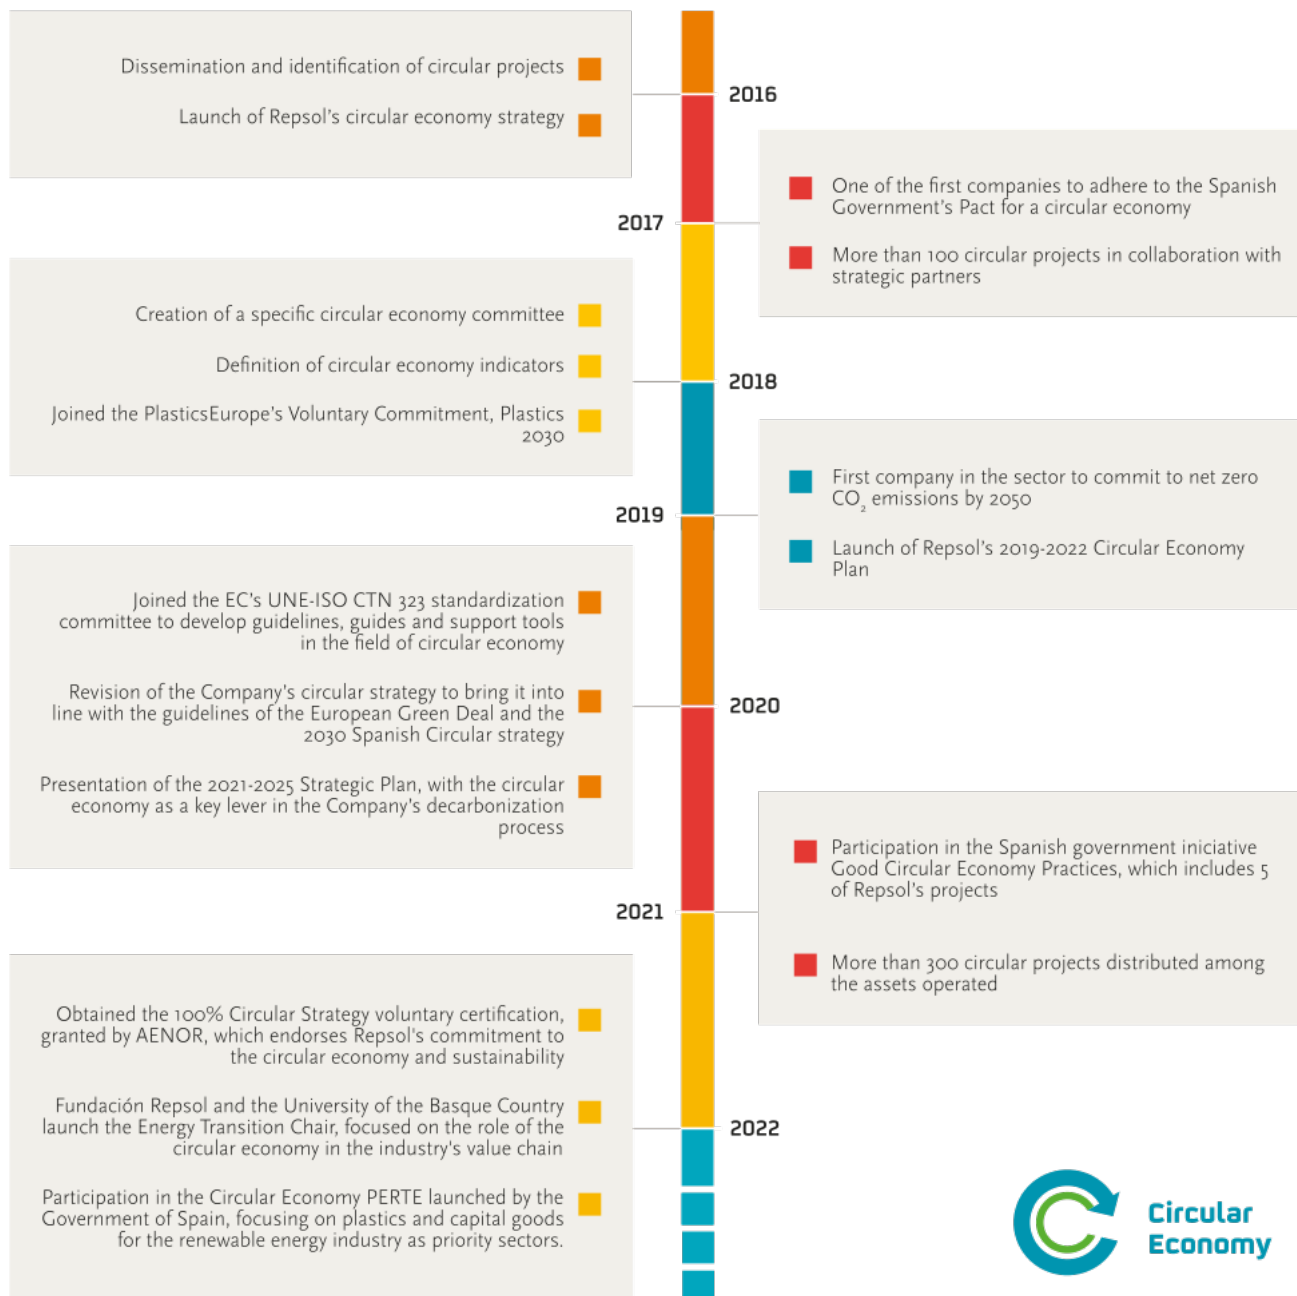 Dissemination and identification of circular projects
Launch of Repsol's circular economy strategy
2016
One of the first companies to adhere to the Spanish
Government's Pact for a circular economy
More than 100 circular projects in collaboration with
strategic partners
2017
Creation of a specific circular economy committee
Definition of circular economy indicators
Joined the PlasticsEurope's Voluntary Commitment, Plastics
2030
2018
First company in the sector to commit to net zero
CO₂ emissions by 2050
Launch of Repsol's 2019-2022 Circular Economy
Plan
2019
Joined the EC's UNE-ISO CTN 323 standardization
committee to develop guidelines, guides and support tools
in the field of circular economy
Revision of the Company's circular strategy to bring it into
line with the guidelines of the European Green Deal and the
2030 Spanish Circular strategy
Presentation of the 2021-2025 Strategic Plan, with the circular
economy as a key lever in the Company's decarbonization
process
2020
Participation in the Spanish government iniciative
Good Circular Economy Practices, which includes 5
of Repsol's projects
More than 300 circular projects distributed among
the assets operated
2021
Obtained the 100% Circular Strategy voluntary certification,
granted by AENOR, which endorses Repsol's commitment to
the circular economy and sustainability
Fundación Repsol and the University of the Basque Country
launch the Energy Transition Chair, focused on the role of the
circular economy in the industry's value chain
Participation in the Circular Economy PERTE launched by the
Government of Spain, focusing on plastics and capital goods
for the renewable energy industry as priority sectors.
2022
Circular
Economy